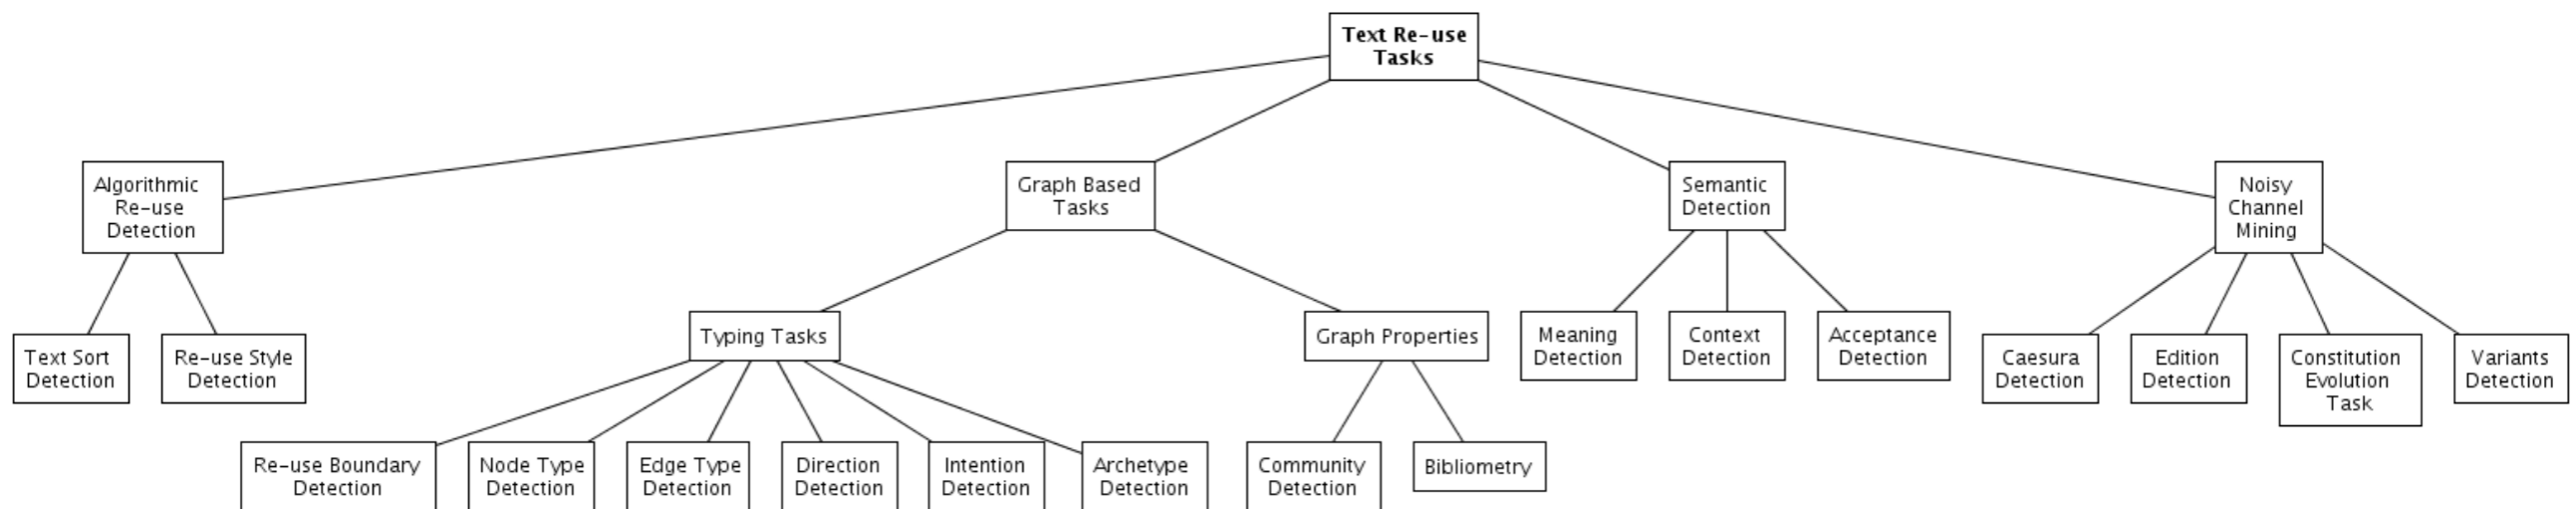 Text Re-use
Tasks
Algorithmic
Re-use
Detection
Graph Based
Tasks
Semantic
Detection
Noisy
Channel
Mining
Text Sort
Detection
Re-use Style
Detection
Typing Tasks
Graph Properties
Meaning
Detection
Context
Detection
Acceptance
Detection
Caesura
Detection
Edition
Detection
Constitution
Evolution
Task
Variants
Detection
Re-use Boundary
Detection
Node Type
Detection
Edge Type
Detection
Direction
Detection
Intention
Detection
Archetype
Detection
Community
Detection
Bibliometry